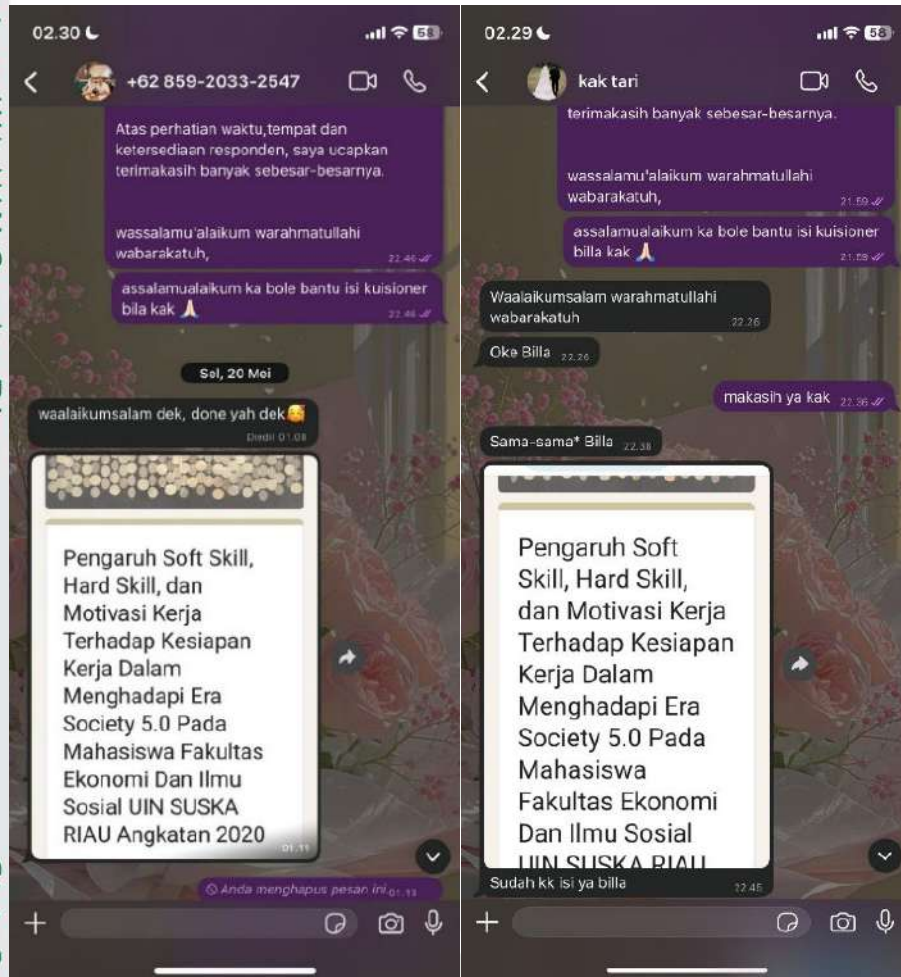 02.30
58
+62 859-2033-2547
Atas perhatian waktu,tempat dan
ketersediaan responden, saya ucapkan
terimakasih banyak sebesar-besarnya.
wassalamu'alaikum warahmatullahi
wabarakatuh,
22.46
assalamualaikum ka bole bantu isi kuisioner
bila kak 🙏🏻
22.46
Sel, 20 Mei
waalaikumsalam dek, done yah dek🥰
Diedit 01.08
Pengaruh Soft Skill,
Hard Skill, dan
Motivasi Kerja
Terhadap Kesiapan
Kerja Dalam
Menghadapi Era
Society 5.0 Pada
Mahasiswa Fakultas
Ekonomi Dan Ilmu
Sosial UIN SUSKA
RIAU Angkatan 2020
01.11
Anda menghapus pesan ini. 01.13
02.29
58
kak tari
terimakasih banyak sebesar-besarnya.
wassalamu'alaikum warahmatullahi
wabarakatuh,
21.59
assalamualaikum ka bole bantu isi kuisioner
billa kak 🙏🏻
21.59
Waalaikumsalam warahmatullahi
wabarakatuh
22.26
Oke Billa 22.26
makasih ya kak 22.36
Sama-sama* Billa 22.38
Pengaruh Soft
Skill, Hard Skill,
dan Motivasi Kerja
Terhadap Kesiapan
Kerja Dalam
Menghadapi Era
Society 5.0 Pada
Mahasiswa
Fakultas Ekonomi
Dan Ilmu Sosial
UIN SUSKA RIAU
Sudah kk isi ya billa
22.45